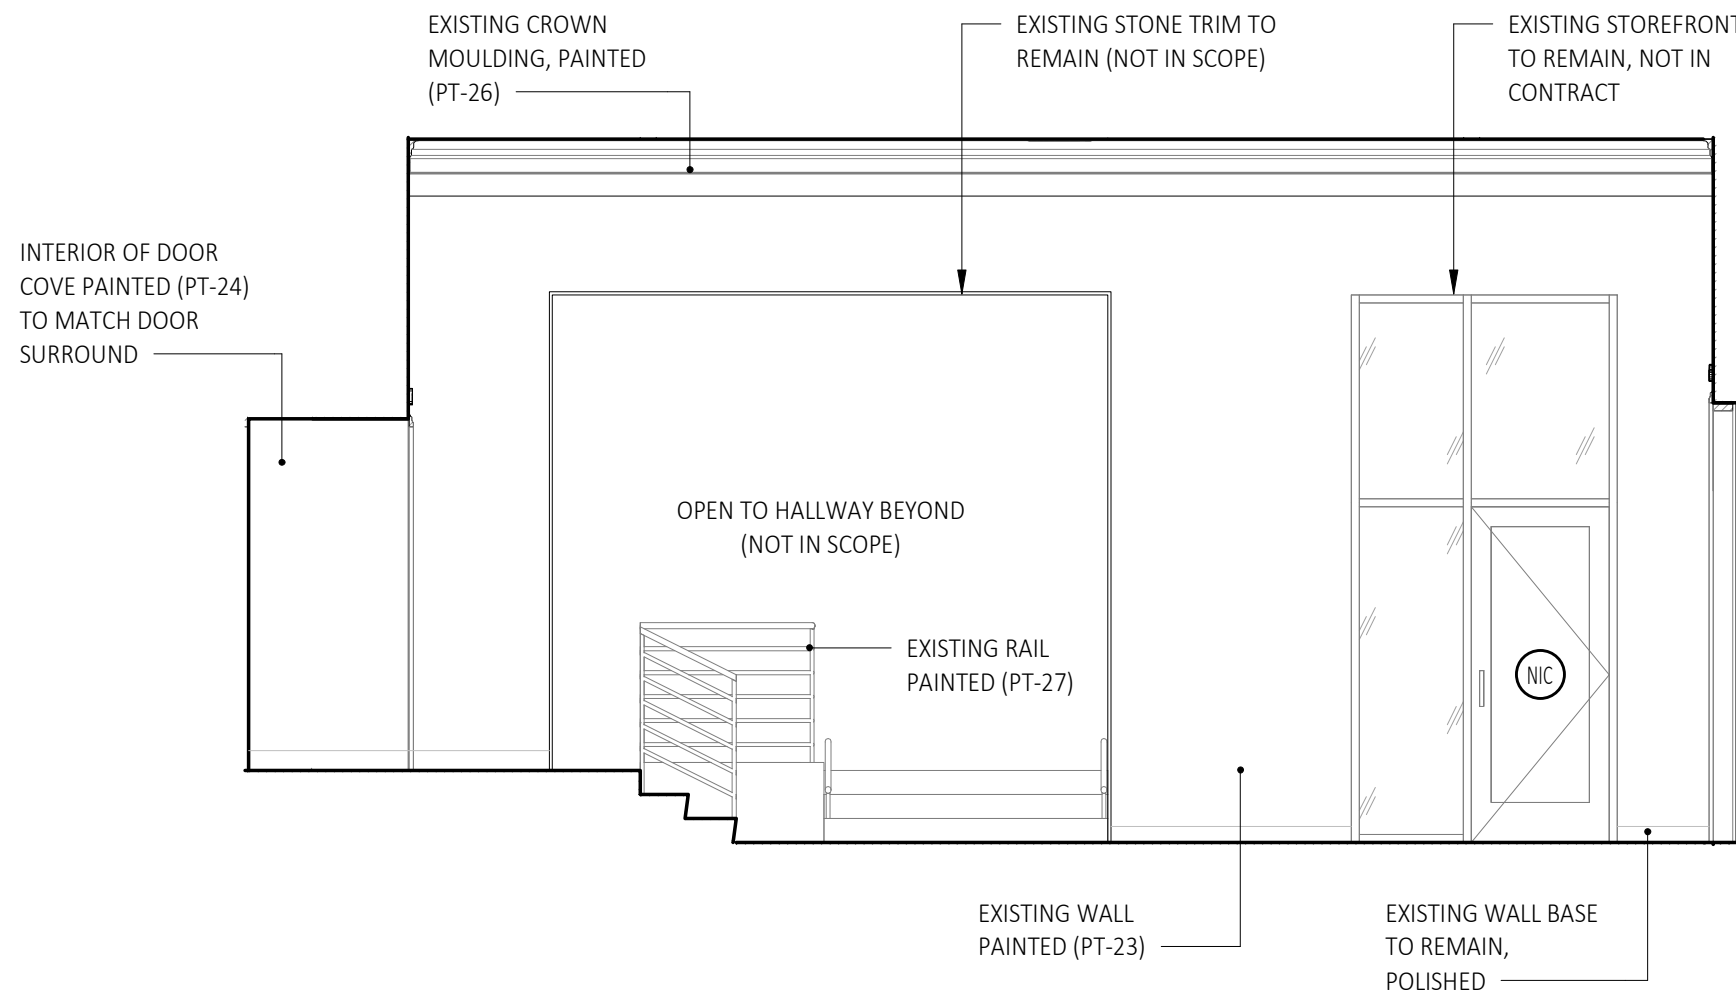 EXISTING CROWN
MOULDING, PAINTED
(PT-26)
EXISTING STONE TRIM TO
REMAIN (NOT IN SCOPE)
EXISTING STOREFRONT
TO REMAIN, NOT IN
CONTRACT
INTERIOR OF DOOR
COVE PAINTED (PT-24)
TO MATCH DOOR
SURROUND
OPEN TO HALLWAY BEYOND
(NOT IN SCOPE)
EXISTING RAIL
PAINTED (PT-27)
NIC
EXISTING WALL
PAINTED (PT-23)
EXISTING WALL BASE
TO REMAIN,
POLISHED